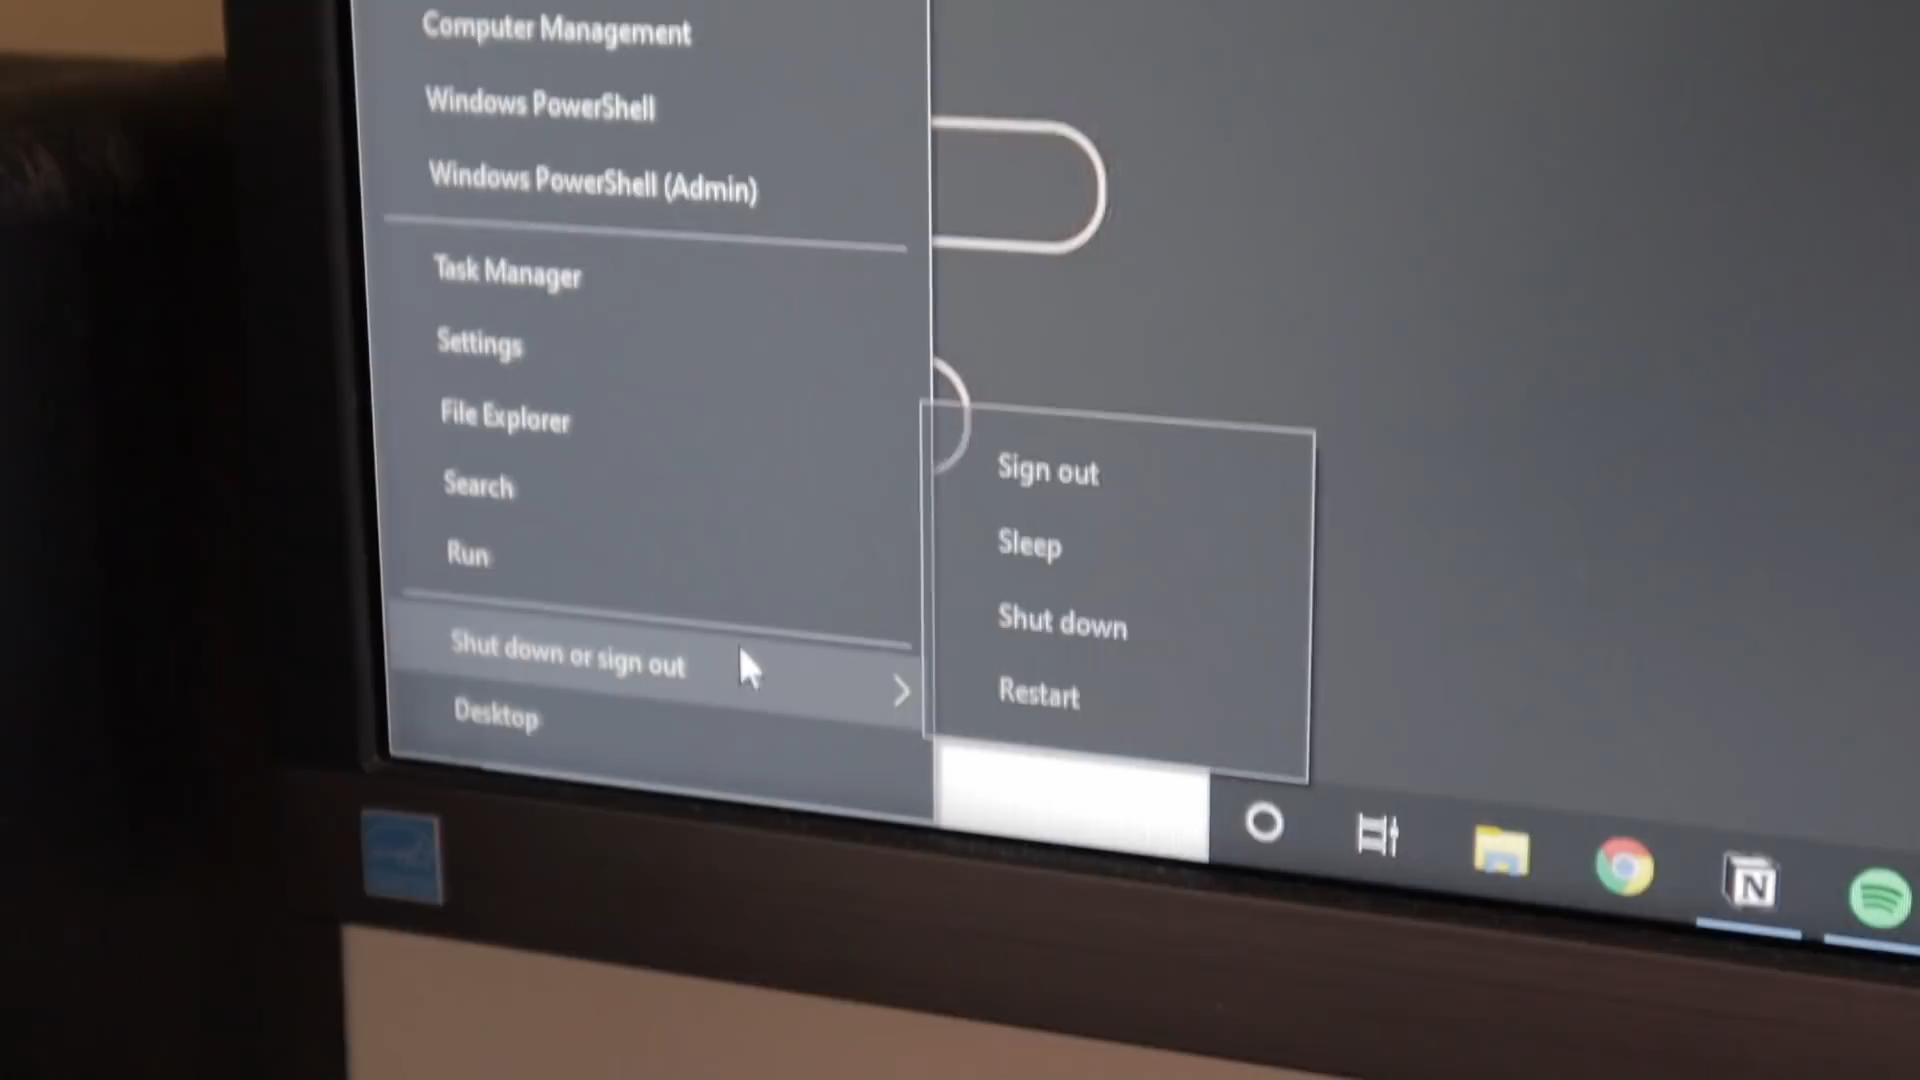 Computer Management
Windows PowerShell
Windows PowerShell (Admin)
Task Manager
Settings
File Explorer
Search
Run
Shut down or sign out
Desktop
Sign out
Sleep
Shut down
Restart
N